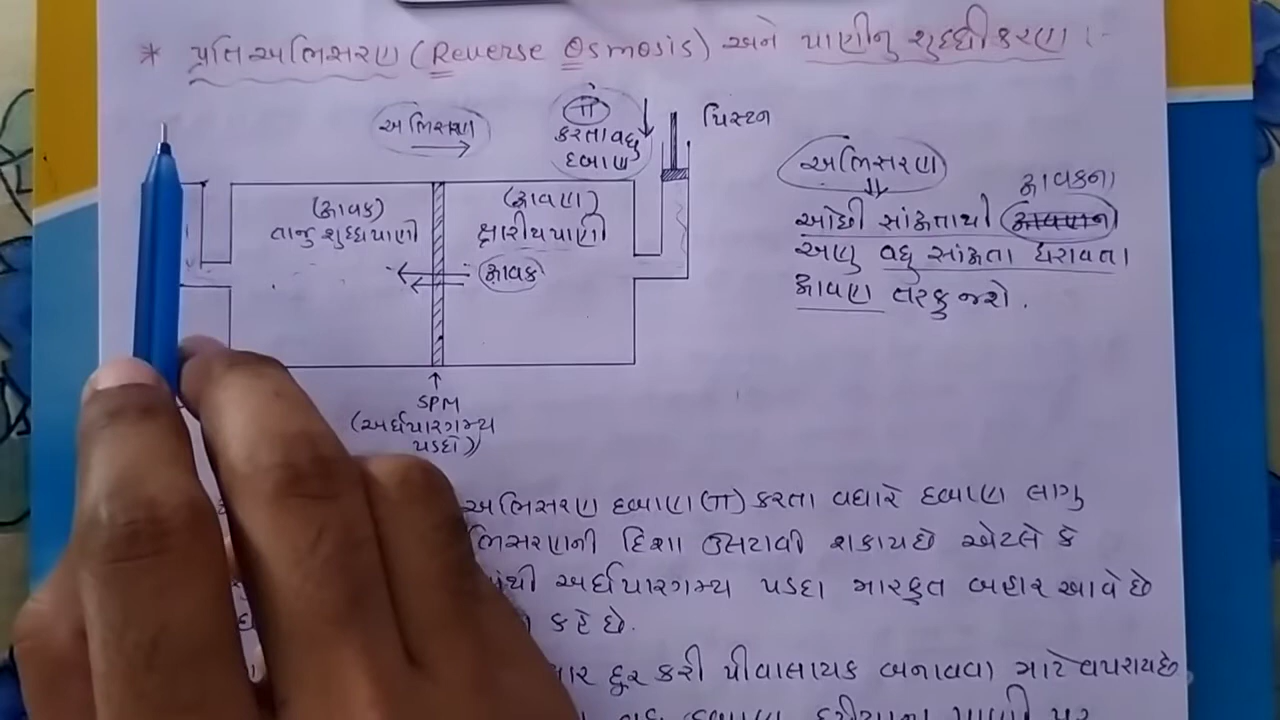 * પ્રતિઅભિસરણ (Reverse Osmosis) અને પાણીનુ શુધ્ધીકરણ :-
અભિસરણ
π
કરતા વધુ
દબાણ
પિસ્ટન
(દ્રાવક)
તાજુ શુધ્ધપાણી
(દ્રાવણ)
ક્ષારીયપાણી
દ્રાવક
SPM
(અર્ધપારગમ્ય
પડદો)
અભિસરણ
દ્રાવકના
ઓછી સાંદ્રતાથી
અણુ વધુ સાંદ્રતા ધરાવતા
દ્રાવણ તરફ જશે.
અભિસરણ દબાણ(π) કરતા વધારે દબાણ લાગુ
ભિસરણની દિશા ઉલટાવી શકાય છે એટલે કે
અર્ધપારગમ્ય પડદા મારફત બહાર આવે છે
કહે છે.
દુર કરી પીવાલાયક બનાવવા માટે વપરાય છે